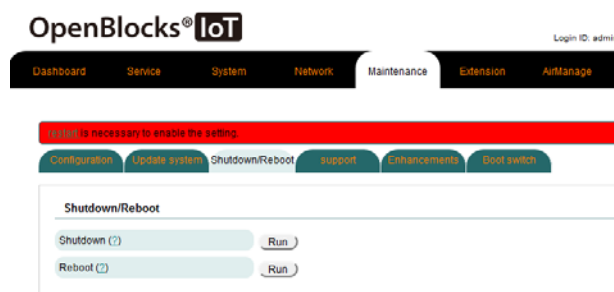 OpenBlocks® IoT
Login ID: admi
Dashboard Service System Network Maintenance Extension AirManage
restart is necessary to enable the setting.
Configuration Update system Shutdown/Reboot support Enhancements Boot switch
Shutdown/Reboot
Shutdown (?) Run
Reboot (?) Run